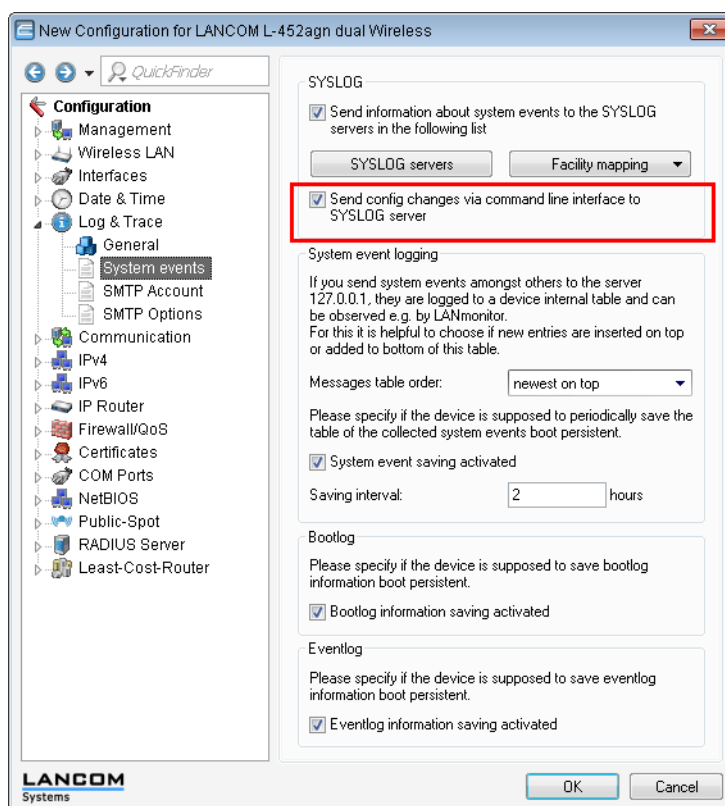 New Configuration for LANCOM L-452agn dual Wireless
QuickFinder
Configuration
Management
Wireless LAN
Interfaces
Date & Time
Log & Trace
General
System events
SMTP Account
SMTP Options
Communication
IPv4
IPv6
IP Router
Firewall/QoS
Certificates
COM Ports
NetBIOS
Public-Spot
RADIUS Server
Least-Cost-Router
SYSLOG
Send information about system events to the SYSLOG
servers in the following list
SYSLOG servers
Facility mapping
Send config changes via command line interface to
SYSLOG server
System event logging
If you send system events amongst others to the server
127.0.0.1, they are logged to a device internal table and can
be observed e.g. by LANmonitor.
For this it is helpful to choose if new entries are inserted on top
or added to bottom of this table.
Messages table order: newest on top
Please specify if the device is supposed to periodically save the
table of the collected system events boot persistent.
System event saving activated
Saving interval: 2 hours
Bootlog
Please specify if the device is supposed to save bootlog
information boot persistent.
Bootlog information saving activated
Eventlog
Please specify if the device is supposed to save eventlog
information boot persistent.
Eventlog information saving activated
LANCOM
Systems
OK
Cancel